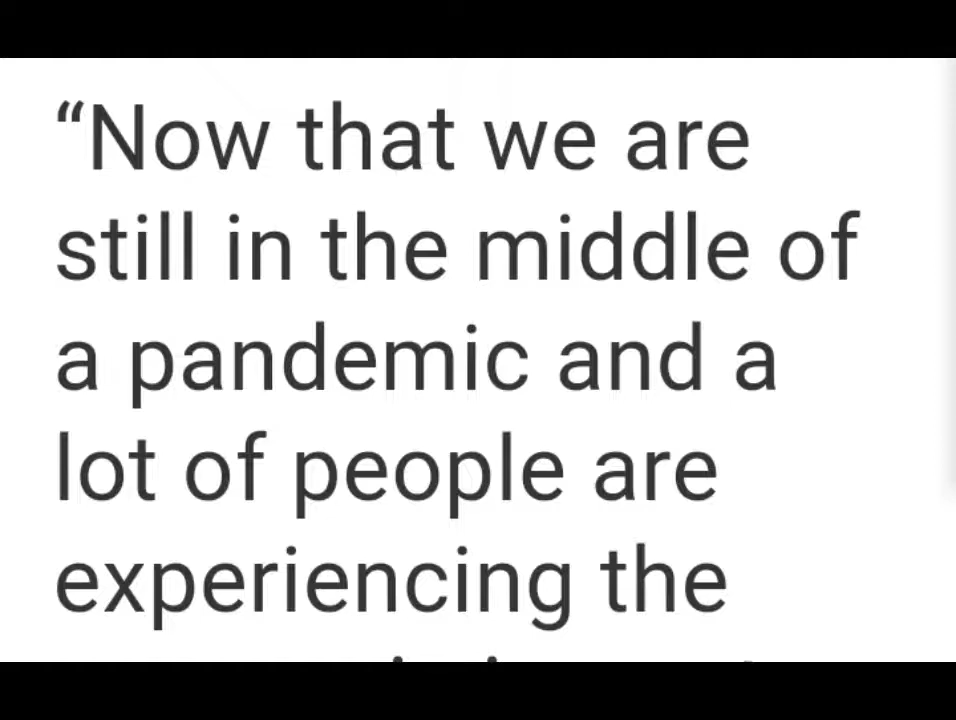 “Now that we are
still in the middle of
a pandemic and a
lot of people are
experiencing the